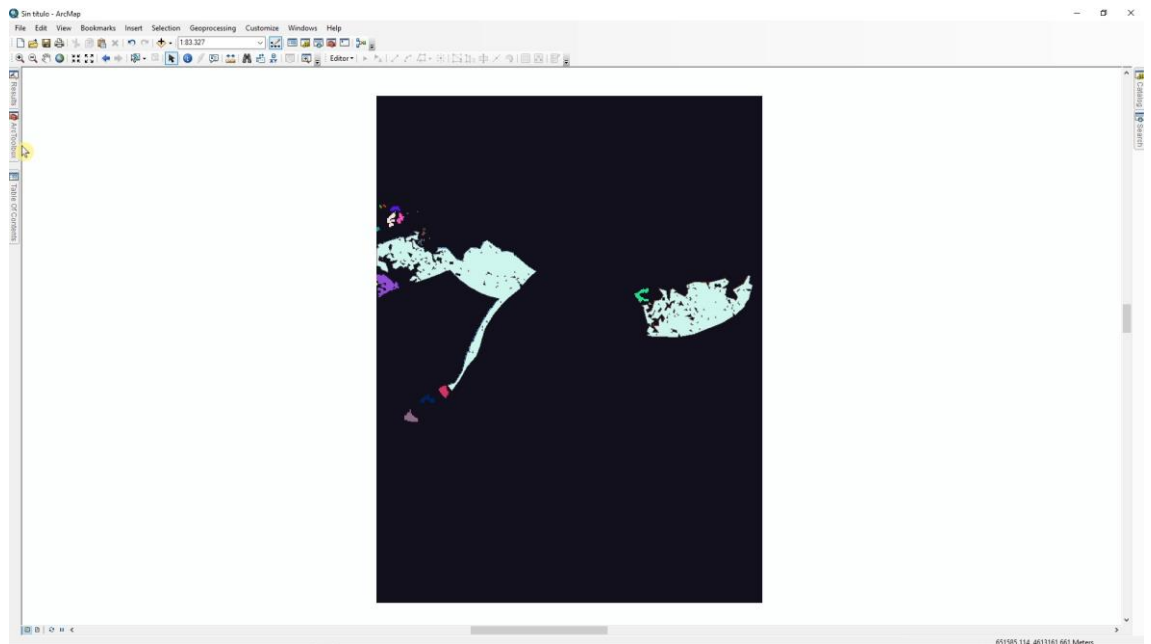 Sin título - ArcMap
File Edit View Bookmarks Insert Selection Geoprocessing Customize Windows Help
1:83.327
Editor
Results
ArcToolbox
Table Of Contents
Catalog
Search
651585,114 4613161,661 Meters